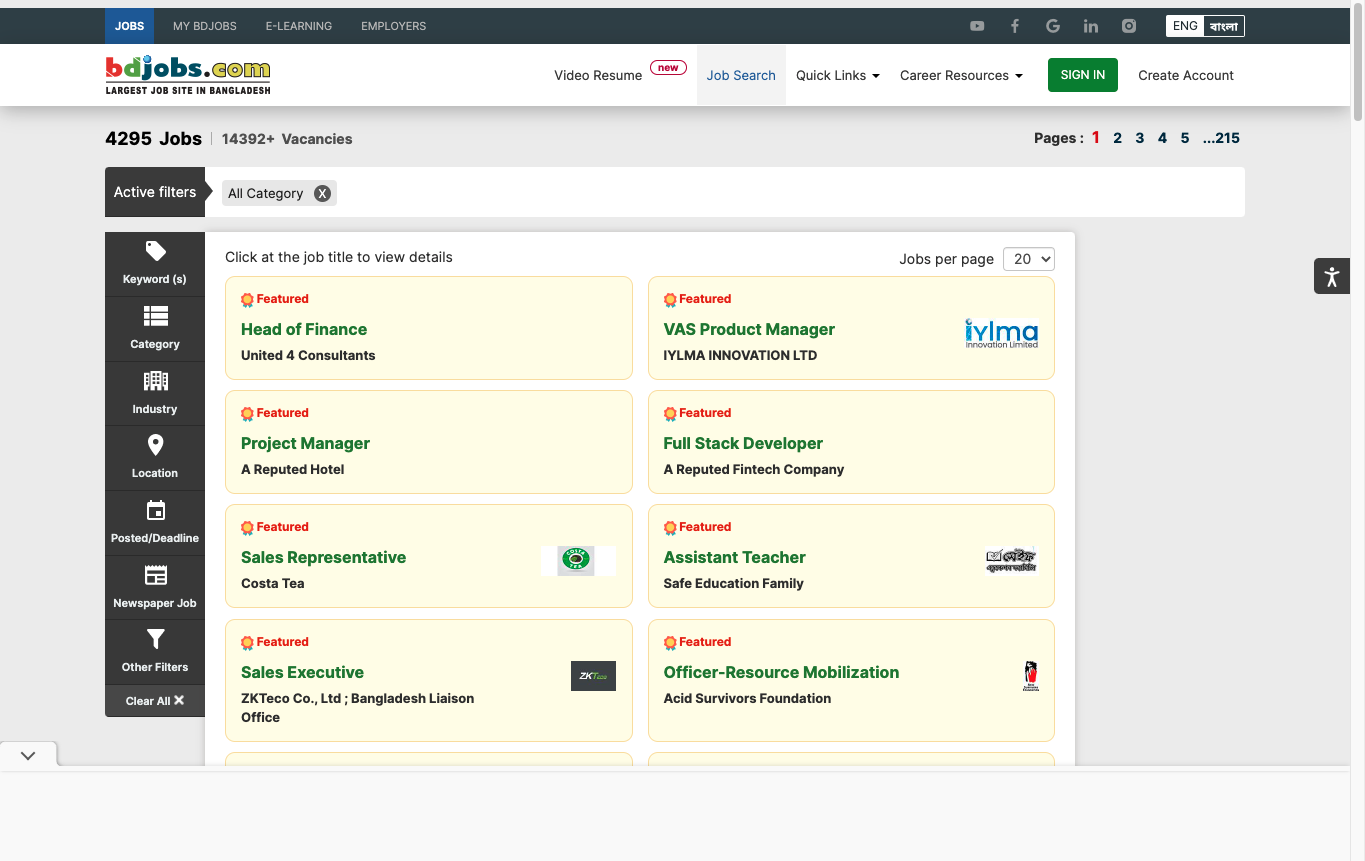 JOBS MY BDJOBS E-LEARNING EMPLOYERS ENG বাংলা
bdjobs.com
LARGEST JOB SITE IN BANGLADESH
Video Resume new Job Search Quick Links Career Resources SIGN IN Create Account
4295 Jobs 14392+ Vacancies Pages : 1 2 3 4 5 ...215
Active filters All Category X
Keyword (s)
Category
Industry
Location
Posted/Deadline
Newspaper Job
Other Filters
Clear All X
Click at the job title to view details Jobs per page 20
Featured
Head of Finance
United 4 Consultants
Featured
VAS Product Manager
IYLMA INNOVATION LTD
iylma
Innovation Limited
Featured
Project Manager
A Reputed Hotel
Featured
Full Stack Developer
A Reputed Fintech Company
Featured
Sales Representative
Costa Tea
COSTA
TEA
Featured
Assistant Teacher
Safe Education Family
সেইফ
Featured
Sales Executive
ZKTeco Co., Ltd ; Bangladesh Liaison
Office
ZKTeco
Featured
Officer-Resource Mobilization
Acid Survivors Foundation